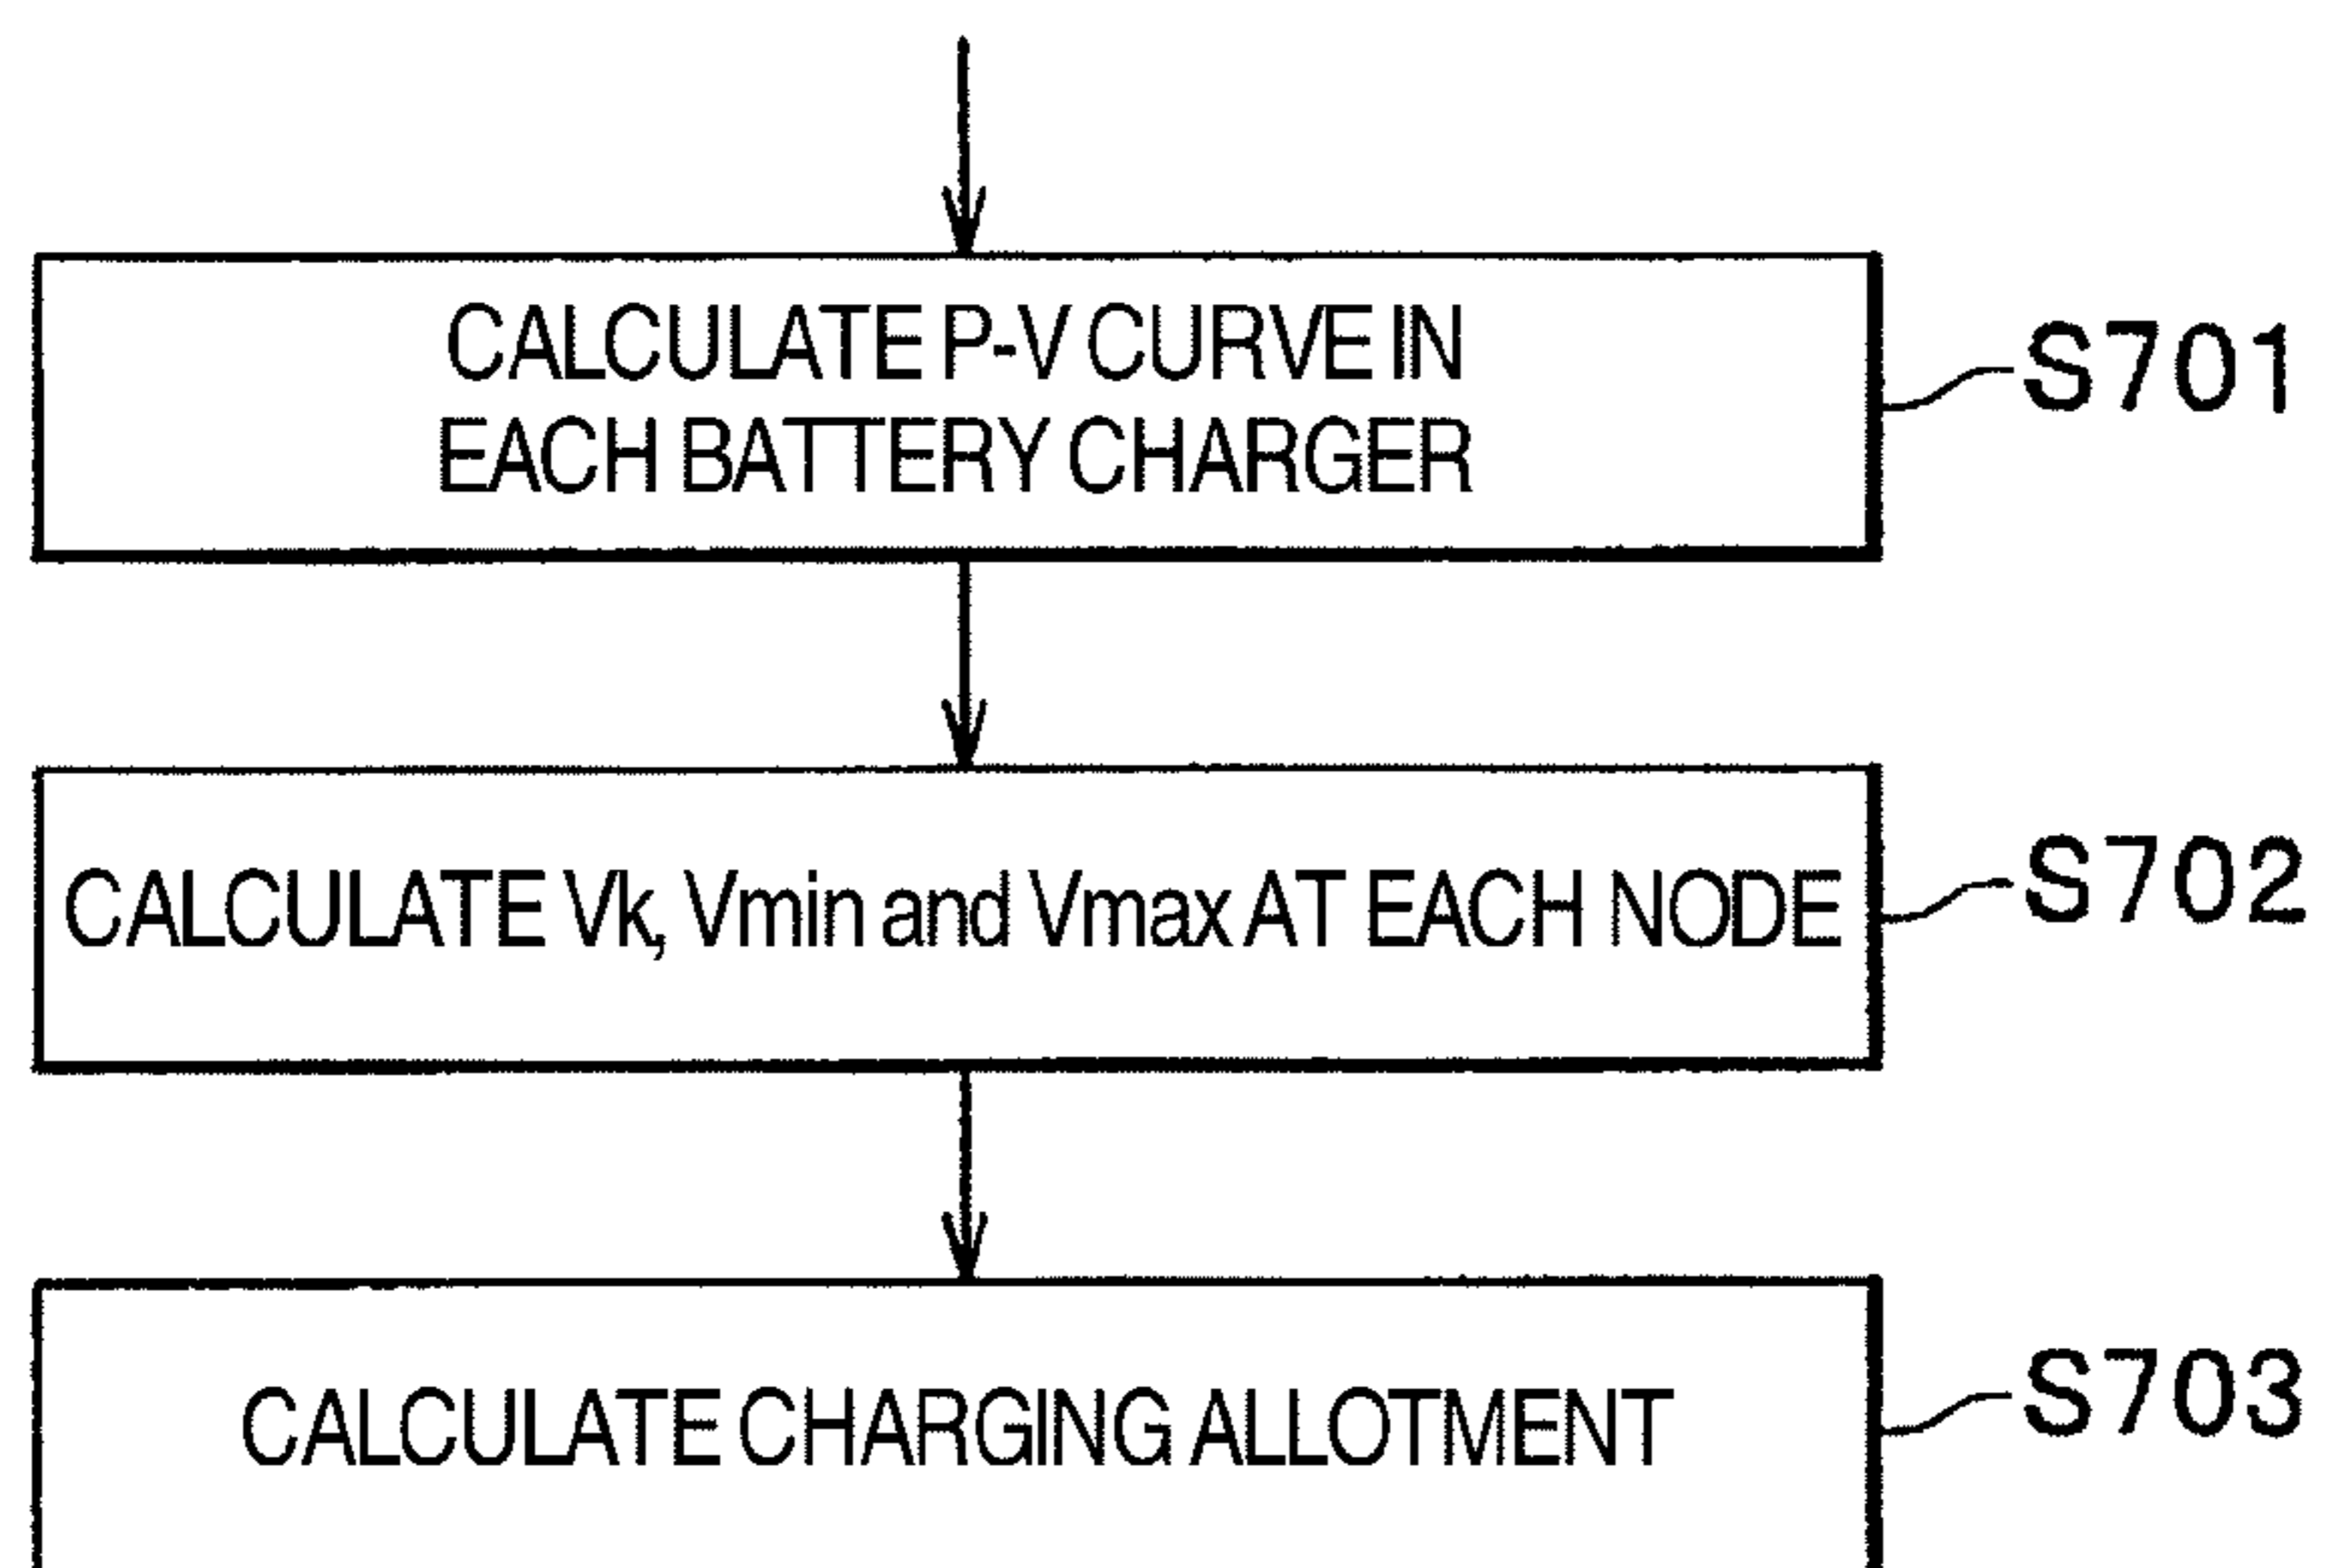 CALCULATE P-V CURVE IN
EACH BATTERY CHARGER
S701
CALCULATE Vk, Vmin and Vmax AT EACH NODE
S702
CALCULATE CHARGING ALLOTMENT
S703